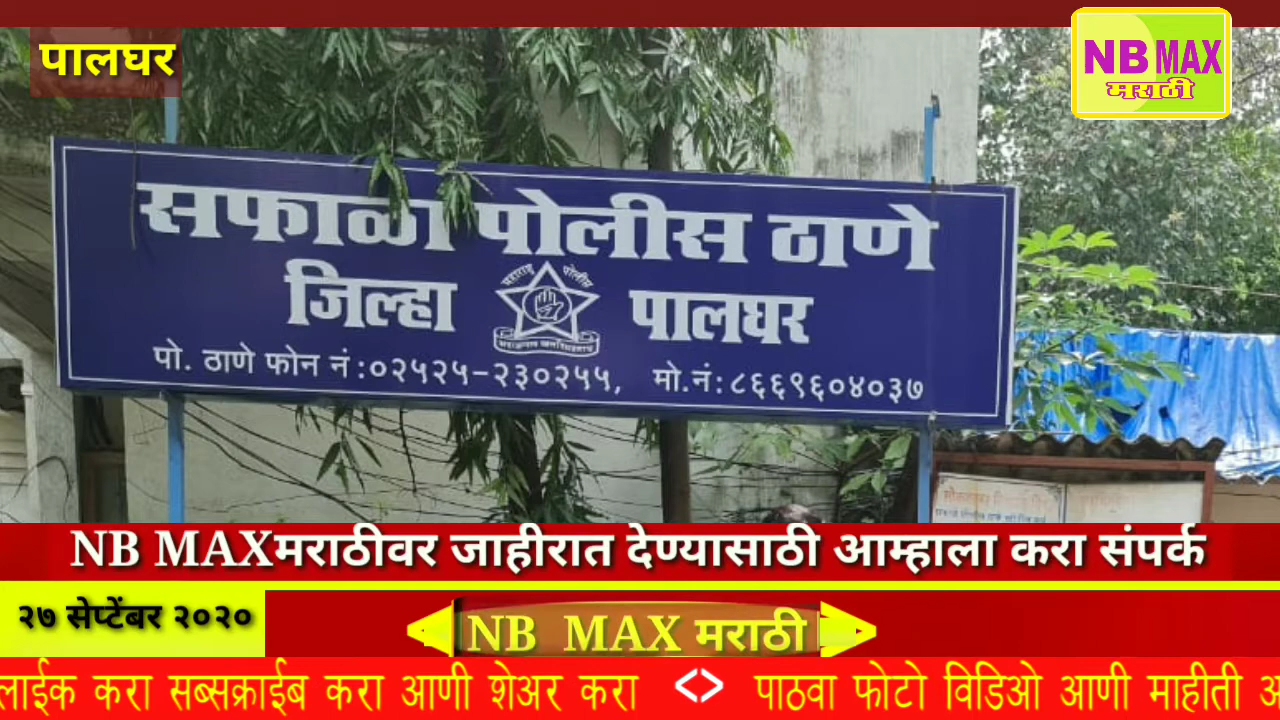 पालघर
NB MAX
मराठी
सफाळा पोलीस ठाणे
जिल्हा पालघर
महाराष्ट्र पोलीस
पो. ठाणे फोन नं:०२५२५-२३०२५५, मो.नं:८६६९६०४०३७
NB MAXमराठीवर जाहीरात देण्यासाठी आम्हाला करा संपर्क
२७ सेप्टेंबर २०२०
NB MAX मराठी
लाईक करा सब्सक्राईब करा आणी शेअर करा <> पाठवा फोटो विडिओ आणी माहीती